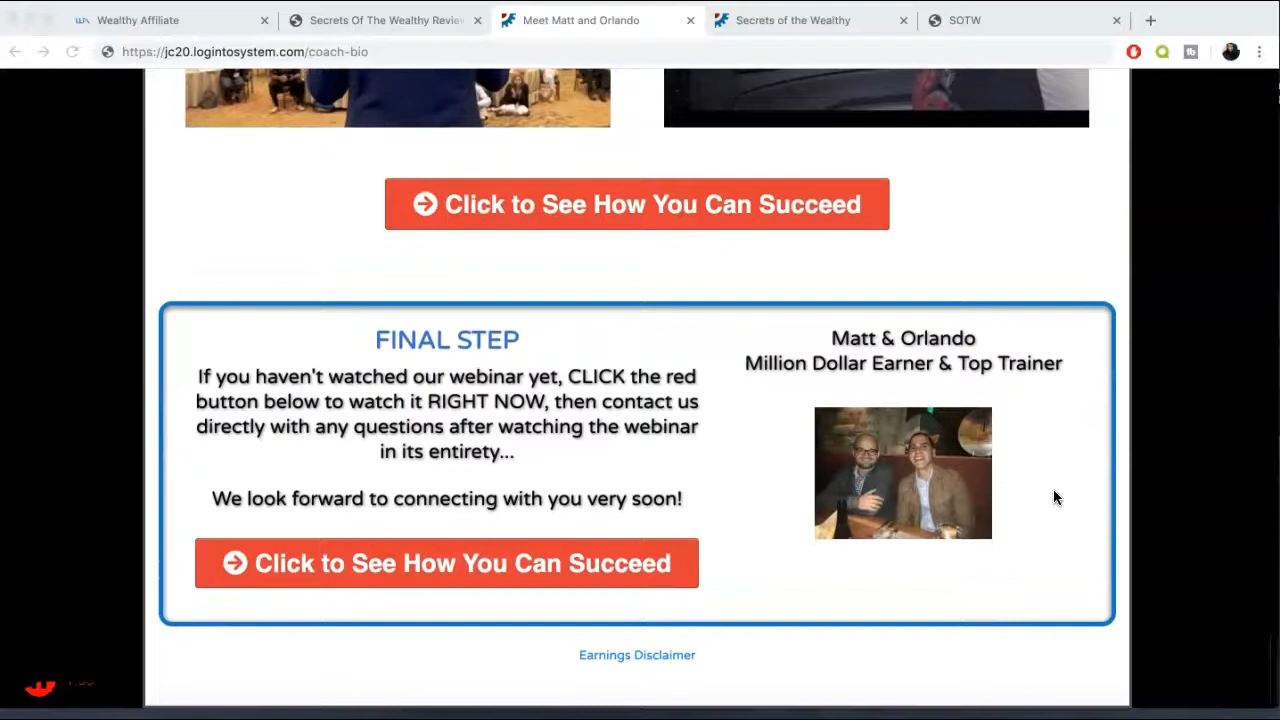 Wealthy Affiliate
Secrets Of The Wealthy Review
Meet Matt and Orlando
Secrets of the Wealthy
SOTW
https://jc20.logintosystem.com/coach-bio
Click to See How You Can Succeed
FINAL STEP
If you haven't watched our webinar yet, CLICK the red
button below to watch it RIGHT NOW, then contact us
directly with any questions after watching the webinar
in its entirety...
We look forward to connecting with you very soon!
Click to See How You Can Succeed
Matt & Orlando
Million Dollar Earner & Top Trainer
Earnings Disclaimer